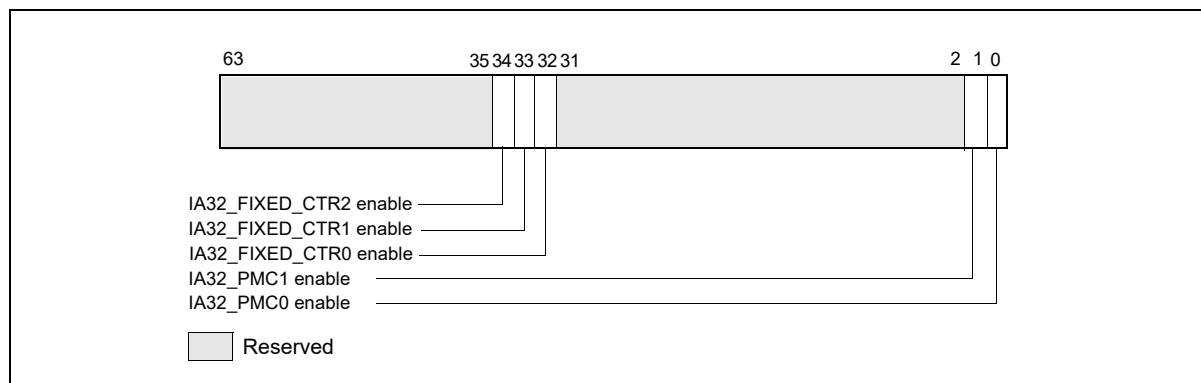 63 35 34 33 32 31 2 1 0
IA32_FIXED_CTR2 enable
IA32_FIXED_CTR1 enable
IA32_FIXED_CTR0 enable
IA32_PMC1 enable
IA32_PMC0 enable
Reserved